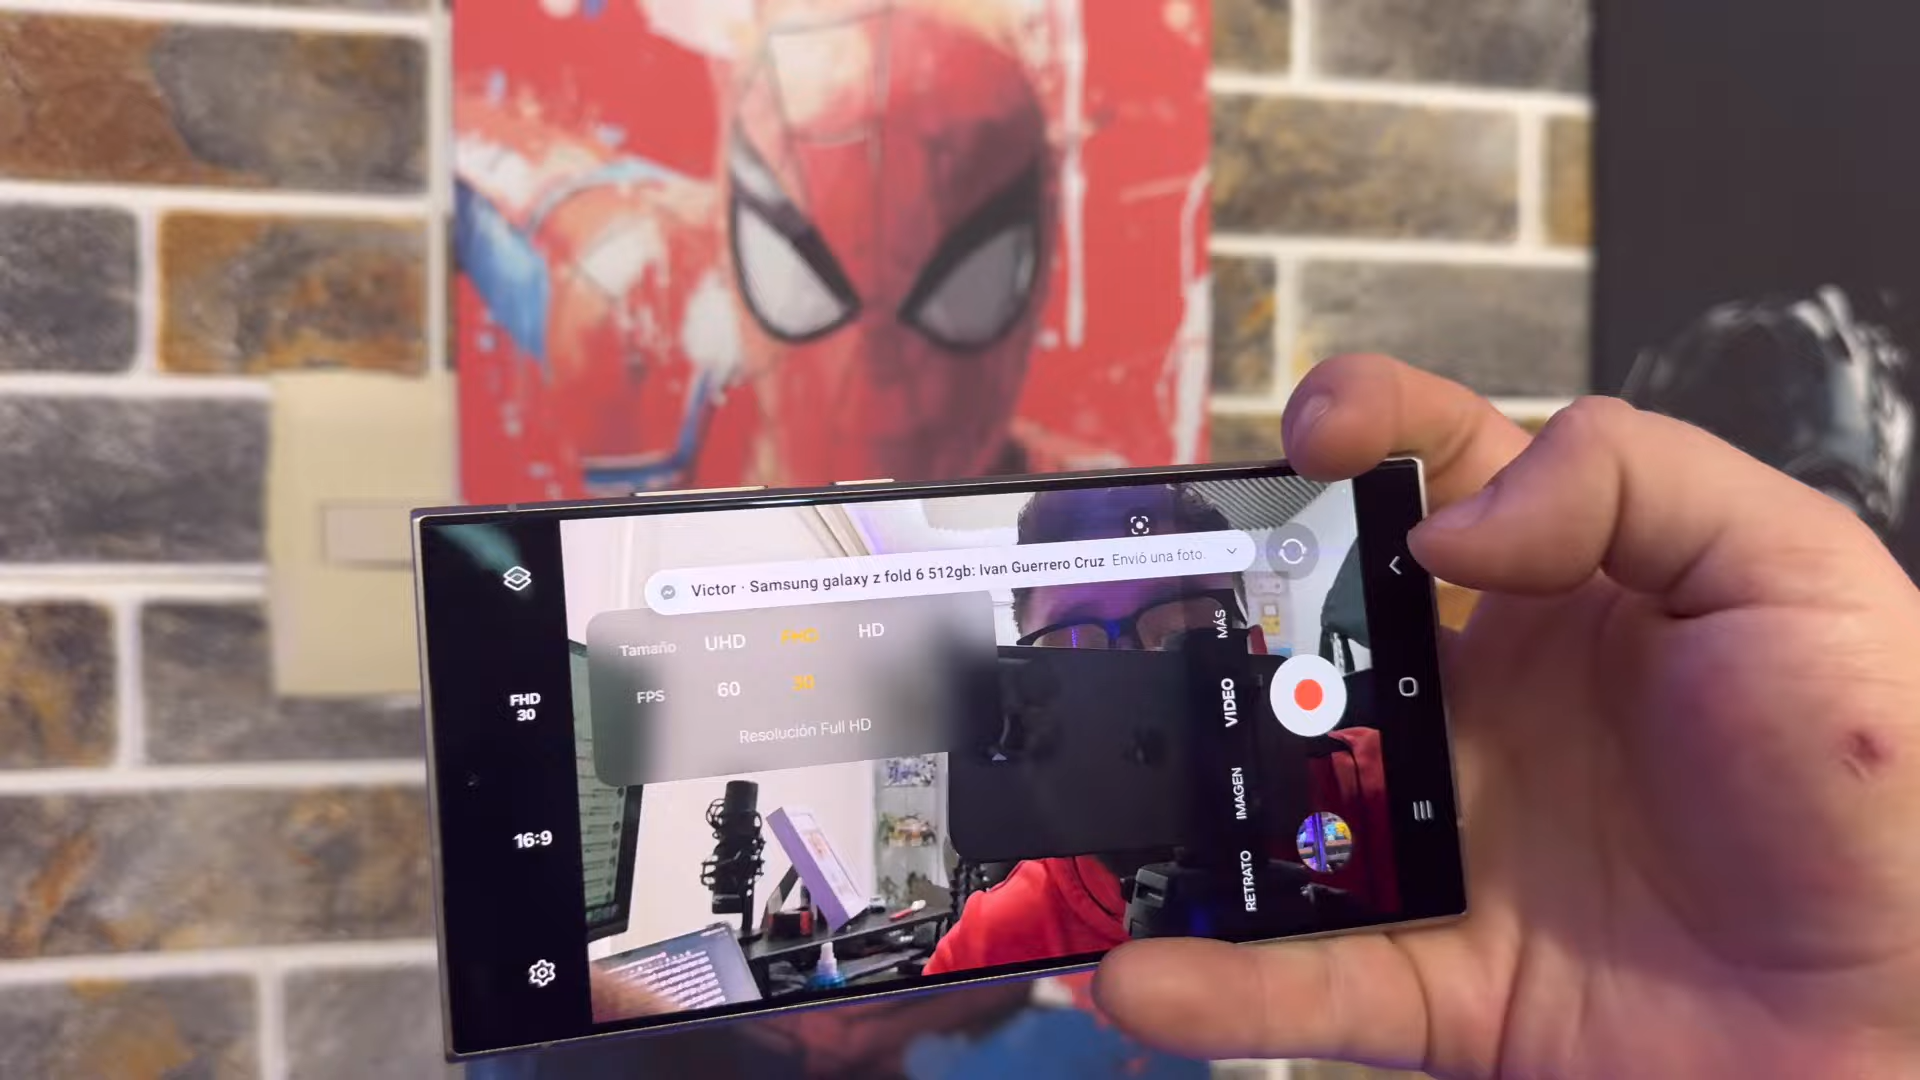 Victor · Samsung galaxy z fold 6 512gb: Ivan Guerrero Cruz Envió una foto.
Tamaño UHD FHD HD
FPS 60 30
Resolución Full HD
FHD
30
16:9
MÁS
VIDEO
IMAGEN
RETRATO